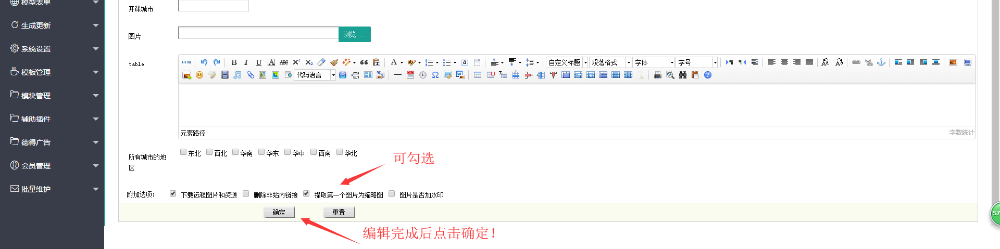 模型表单
生成更新
系统设置
模板管理
模块管理
辅助插件
德得广告
会员管理
批量维护
开课城市
图片
浏览...
table
HTML
自定义标题 段落格式 字体 字号
代码语言
元素路径:
字数统计
所有城市的地区
东北 西北 华南 华东 华中 西南 华北
可勾选
附加选项: 下载远程图片和资源 删除非站内链接 提取第一个图片为缩略图 图片是否加水印
确定 重置
编辑完成后点击确定!
57